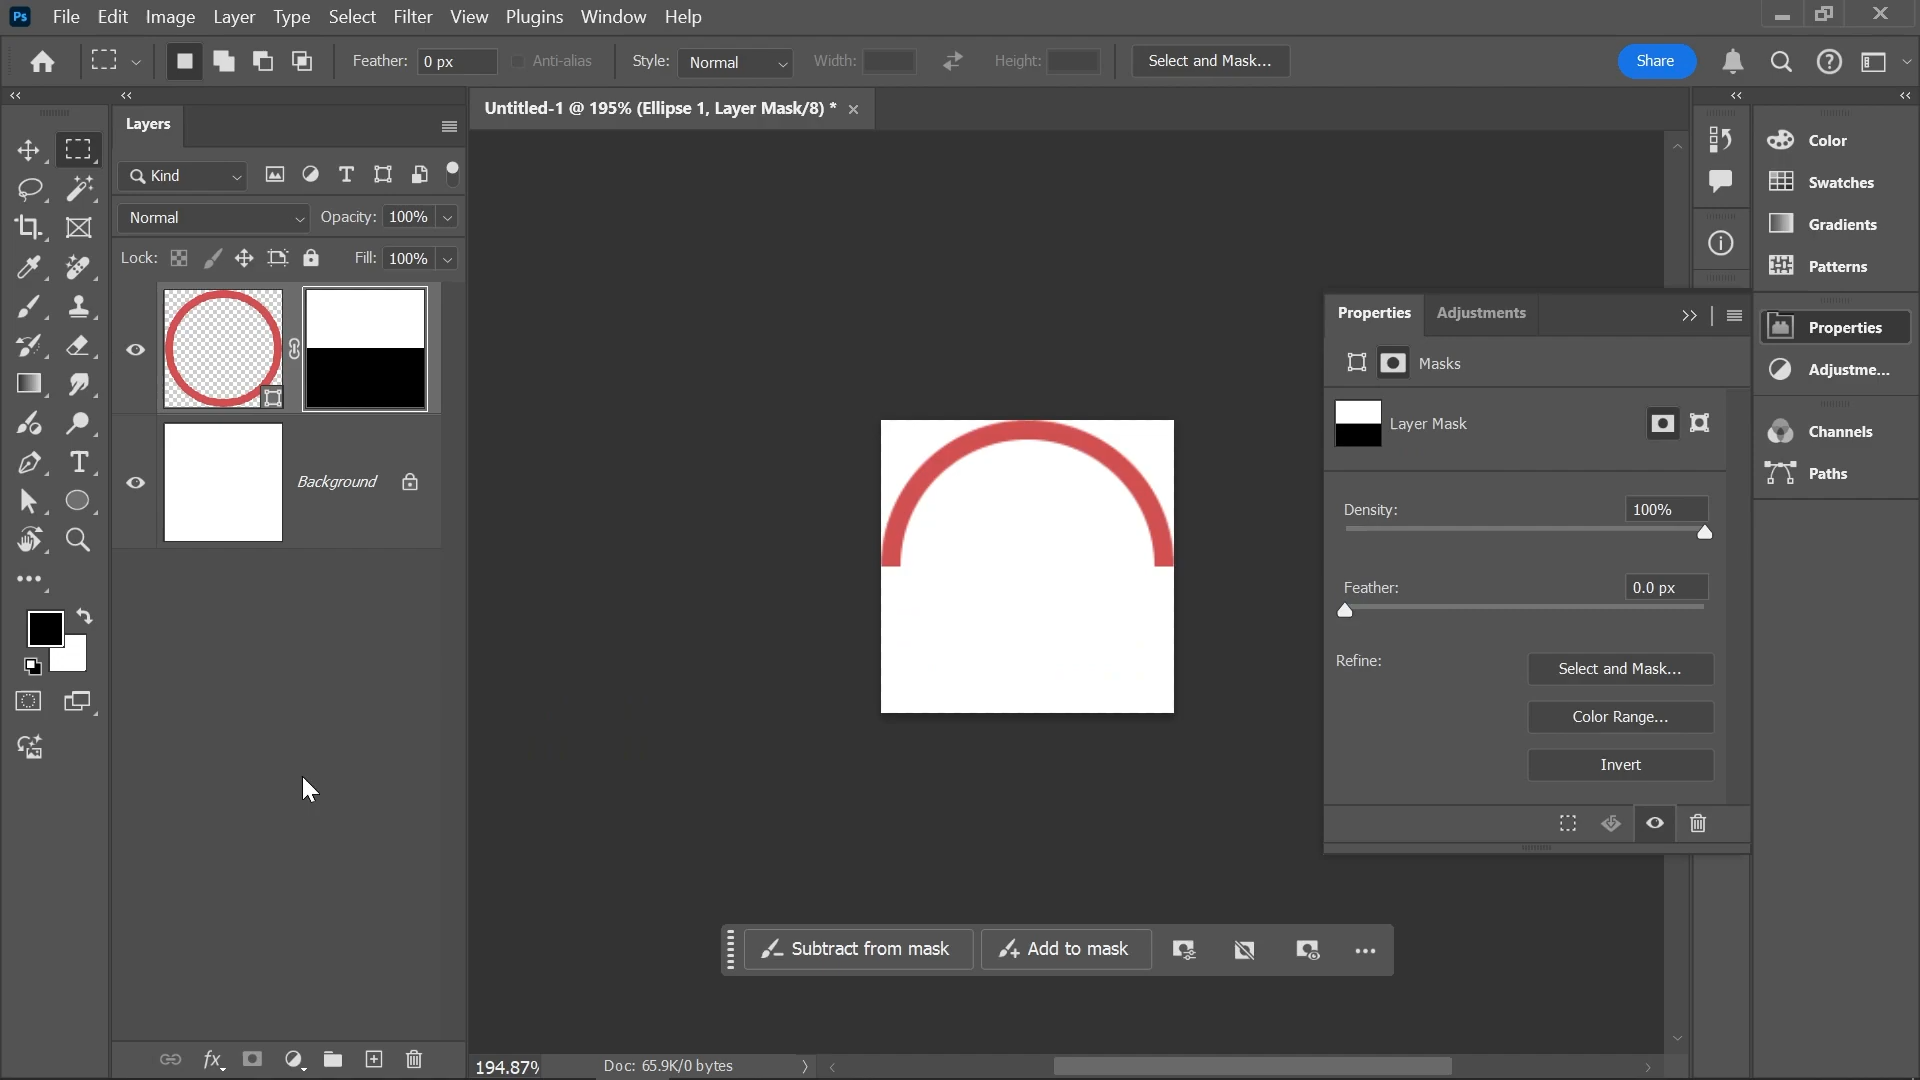 Ps File Edit Image Layer Type Select Filter View Plugins Window Help
Feather: 0 px Anti-alias Style: Normal Width: Height: Select and Mask... Share
Layers
Untitled-1 @ 195% (Ellipse 1, Layer Mask/8) *
Kind
Normal Opacity: 100%
Lock: Fill: 100%
Background
Properties Adjustments
Masks
Layer Mask
Density: 100%
Feather: 0.0 px
Refine: Select and Mask...
Color Range...
Invert
Color
Swatches
Gradients
Patterns
Properties
Adjustme...
Channels
Paths
Subtract from mask Add to mask
194.87% Doc: 65.9K/0 bytes